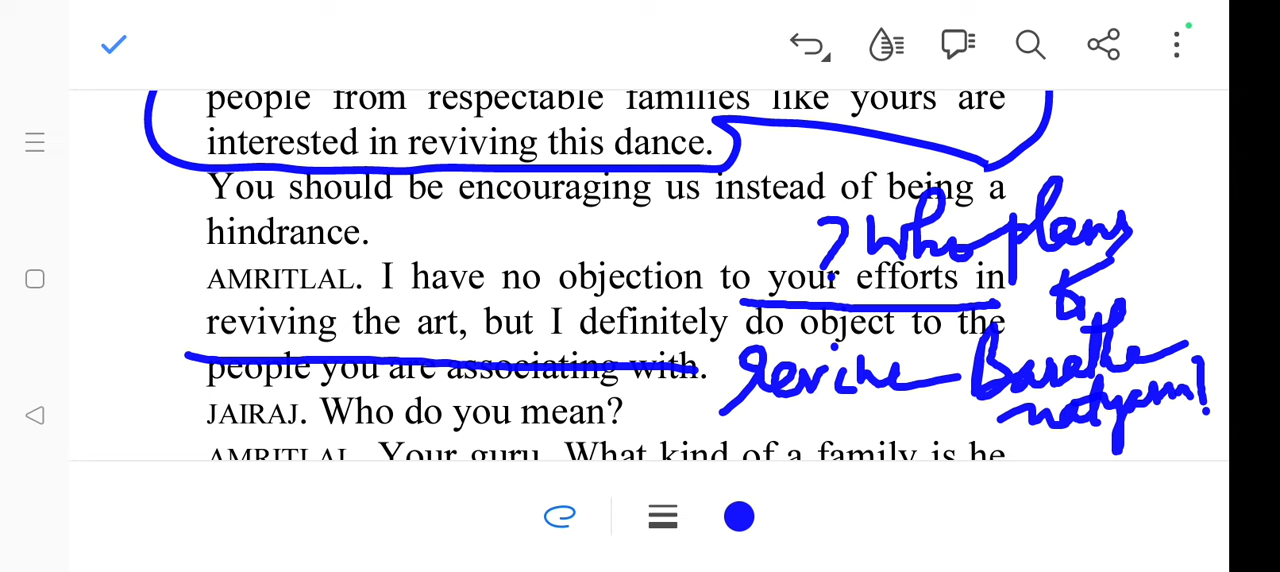 people from respectable families like yours are
interested in reviving this dance.
You should be encouraging us instead of being a
hindrance.
AMRITLAL. I have no objection to your efforts in
reviving the art, but I definitely do object to the
people you are associating with.
JAIRAJ. Who do you mean?
AMRITLAL. Your guru. What kind of a family is he
? Who plans
to
revive Barathe
natyam!